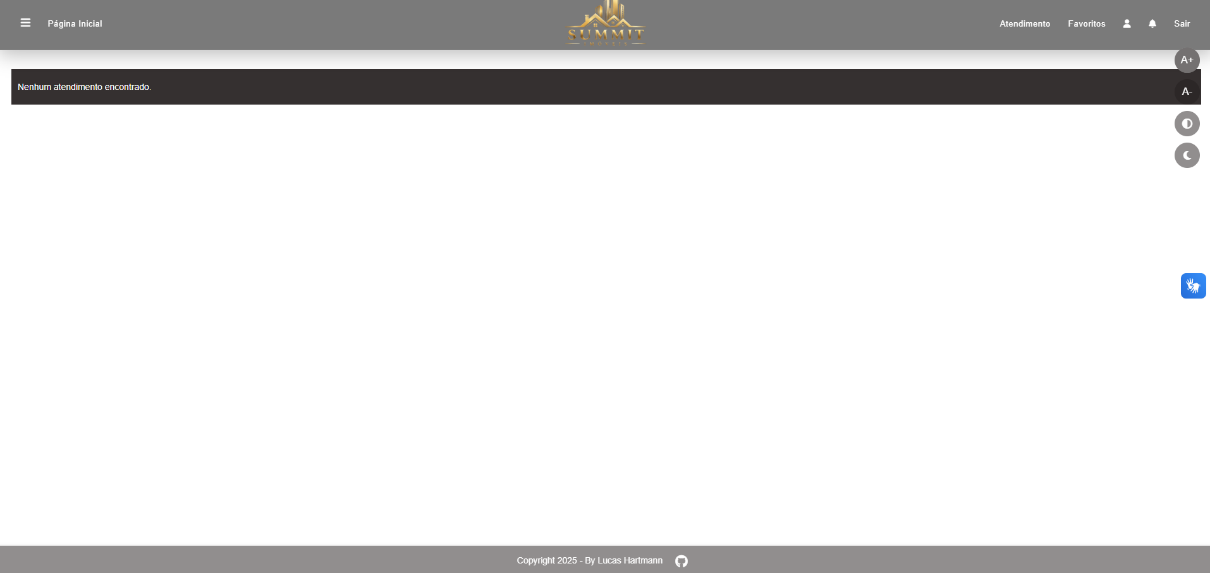 Página Inicial
SUMMIT
Atendimento Favoritos Sair
A+
Nenhum atendimento encontrado.
A-
Copyright 2025 - By Lucas Hartmann